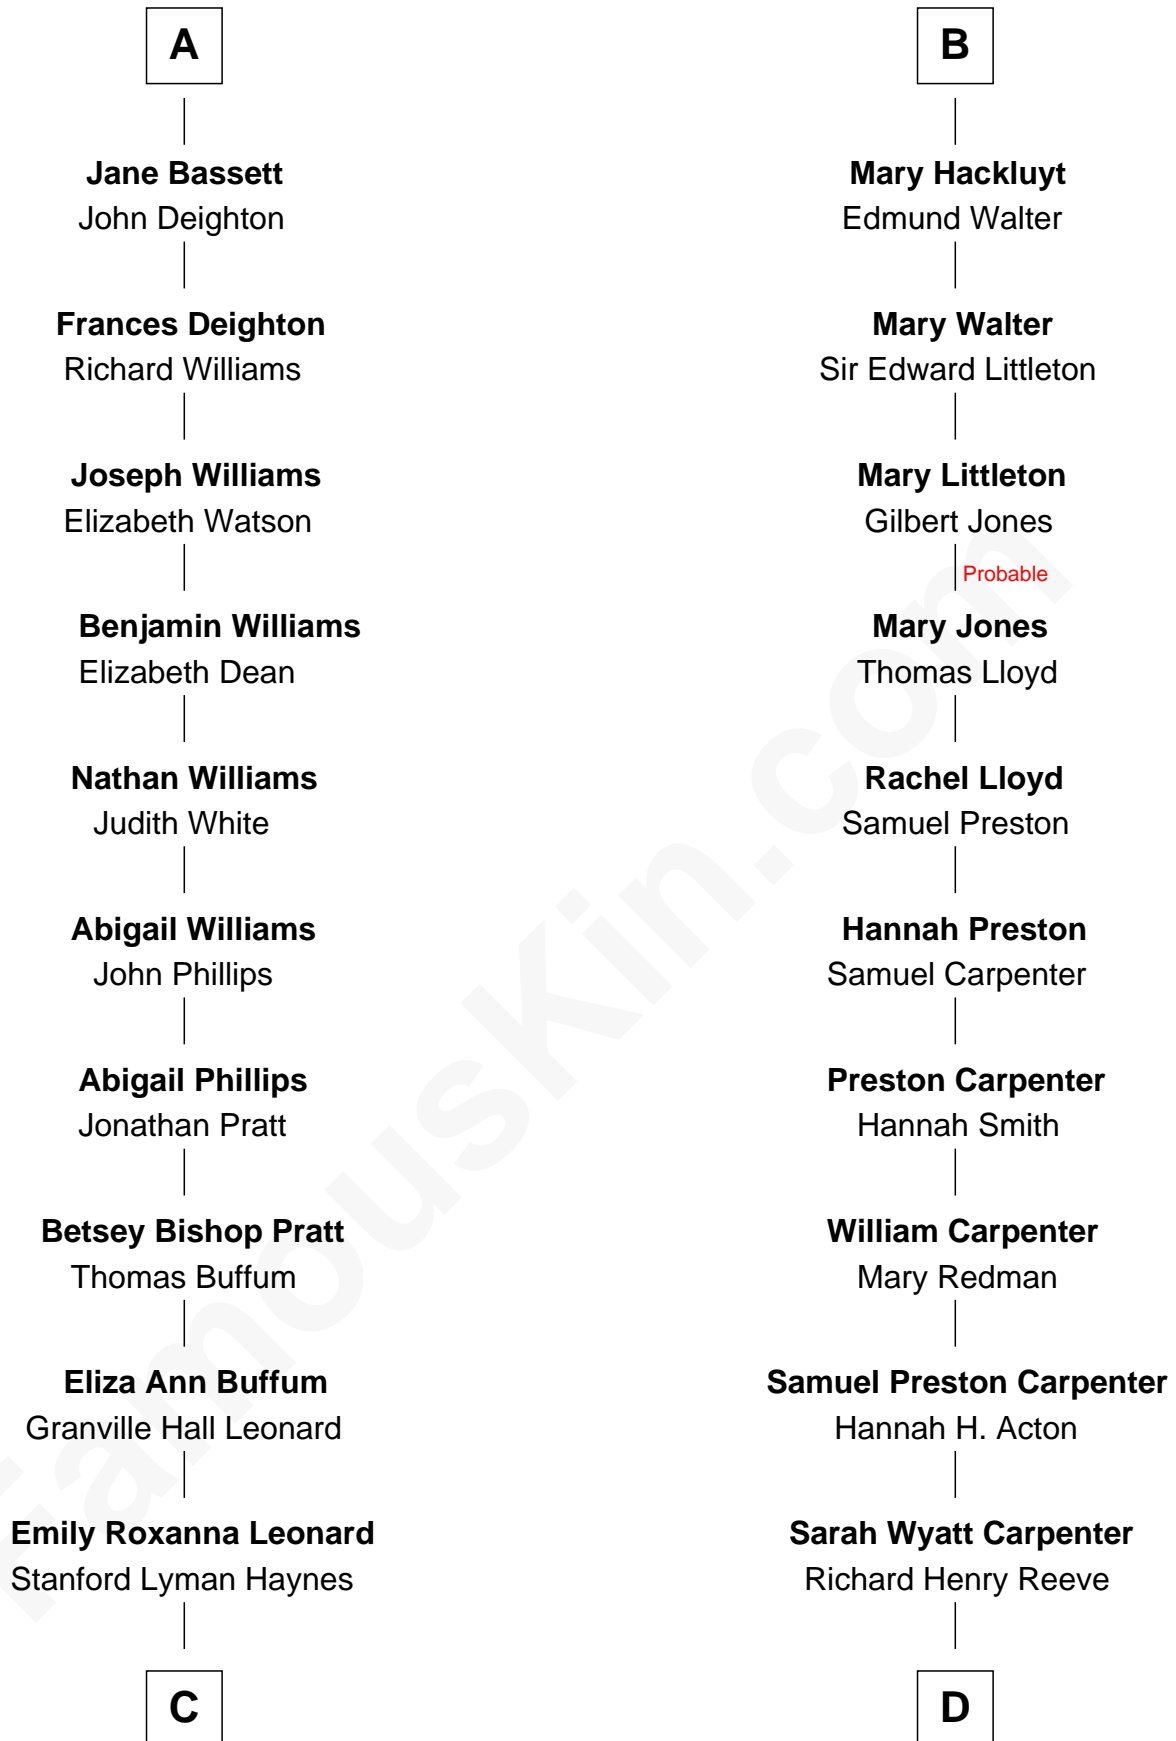 A
Jane Bassett
John Deighton
Frances Deighton
Richard Williams
Joseph Williams
Elizabeth Watson
Benjamin Williams
Elizabeth Dean
Nathan Williams
Judith White
Abigail Williams
John Phillips
Abigail Phillips
Jonathan Pratt
Betsey Bishop Pratt
Thomas Buffum
Eliza Ann Buffum
Granville Hall Leonard
Emily Roxanna Leonard
Stanford Lyman Haynes
C
B
Mary Hackluyt
Edmund Walter
Mary Walter
Sir Edward Littleton
Mary Littleton
Gilbert Jones
Probable
Mary Jones
Thomas Lloyd
Rachel Lloyd
Samuel Preston
Hannah Preston
Samuel Carpenter
Preston Carpenter
Hannah Smith
William Carpenter
Mary Redman
Samuel Preston Carpenter
Hannah H. Acton
Sarah Wyatt Carpenter
Richard Henry Reeve
D
FamousKin.com